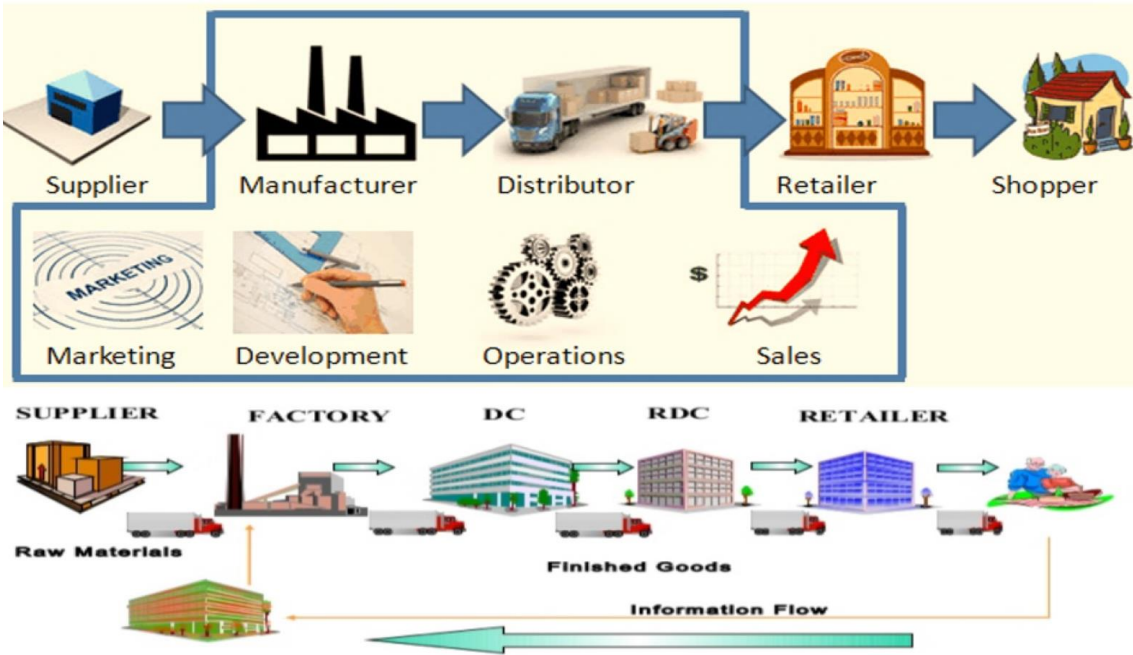 Supplier
Manufacturer
Distributor
Retailer
Shopper
MARKETING
$
Marketing
Development
Operations
Sales
SUPPLIER
FACTORY
DC
RDC
RETAILER
Raw Materials
Finished Goods
Information Flow